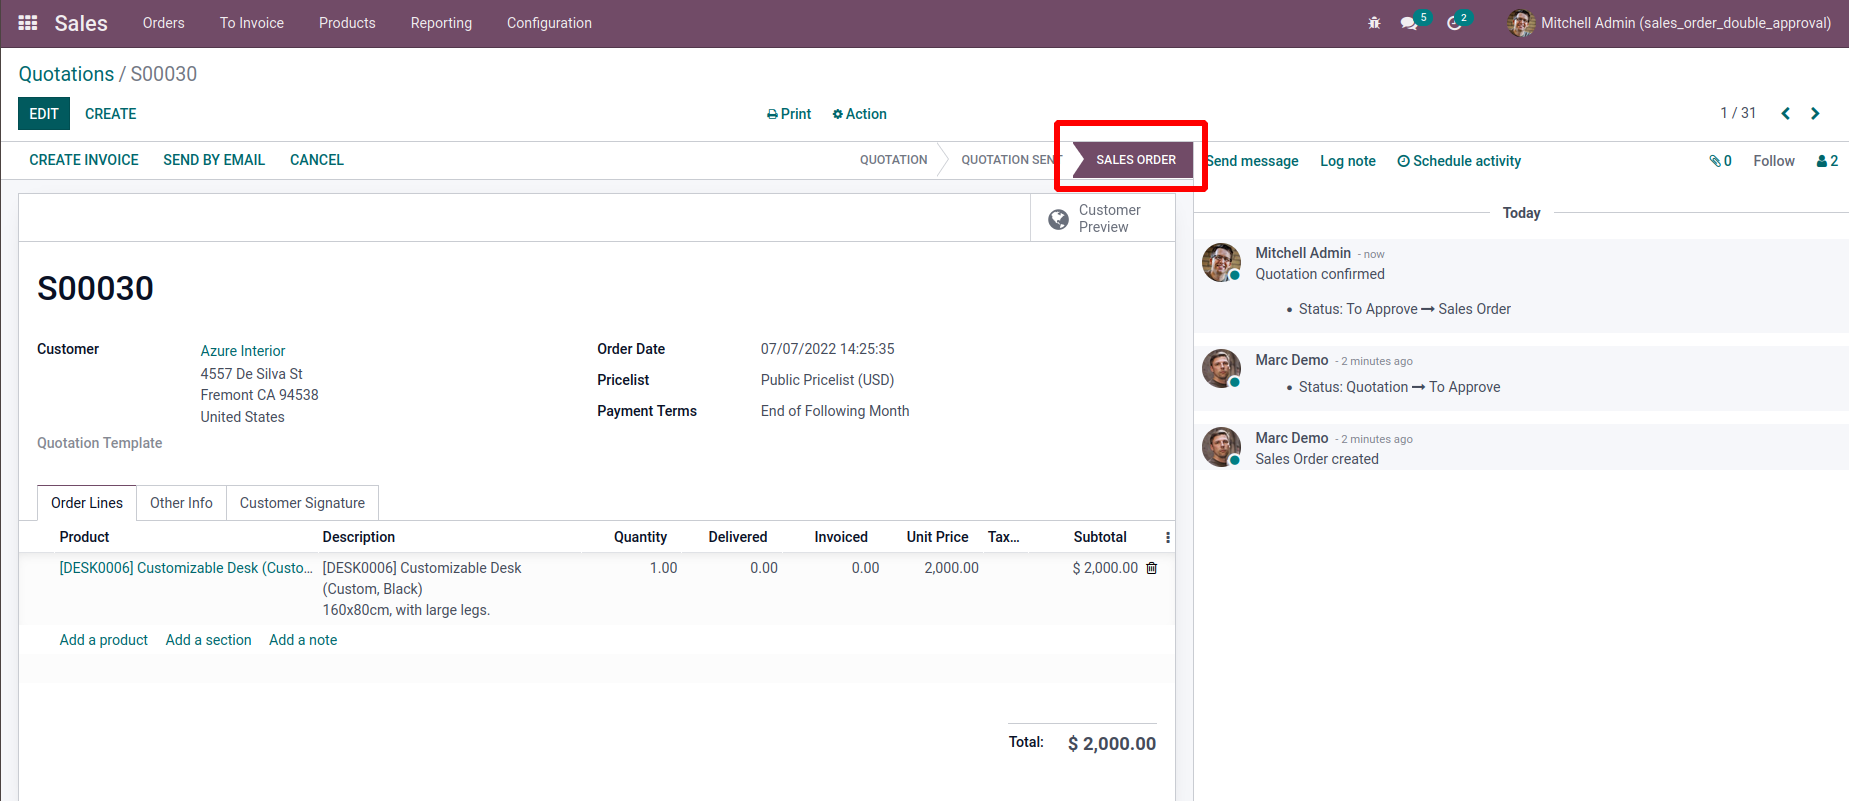 Sales Orders To Invoice Products Reporting Configuration 5 2 Mitchell Admin (sales_order_double_approval)
Quotations / S00030
EDIT CREATE Print Action 1 / 31
CREATE INVOICE SEND BY EMAIL CANCEL QUOTATION QUOTATION SENT SALES ORDER Send message Log note Schedule activity 0 Follow 2
Customer
Preview
S00030
Customer Azure Interior
4557 De Silva St
Fremont CA 94538
United States
Quotation Template
Order Date 07/07/2022 14:25:35
Pricelist Public Pricelist (USD)
Payment Terms End of Following Month
Order Lines Other Info Customer Signature
Product Description Quantity Delivered Invoiced Unit Price Tax... Subtotal
[DESK0006] Customizable Desk (Custo... [DESK0006] Customizable Desk 1.00 0.00 0.00 2,000.00 $ 2,000.00
(Custom, Black)
160x80cm, with large legs.
Add a product Add a section Add a note
Total: $ 2,000.00
Today
Mitchell Admin - now
Quotation confirmed
• Status: To Approve → Sales Order
Marc Demo - 2 minutes ago
• Status: Quotation → To Approve
Marc Demo - 2 minutes ago
Sales Order created